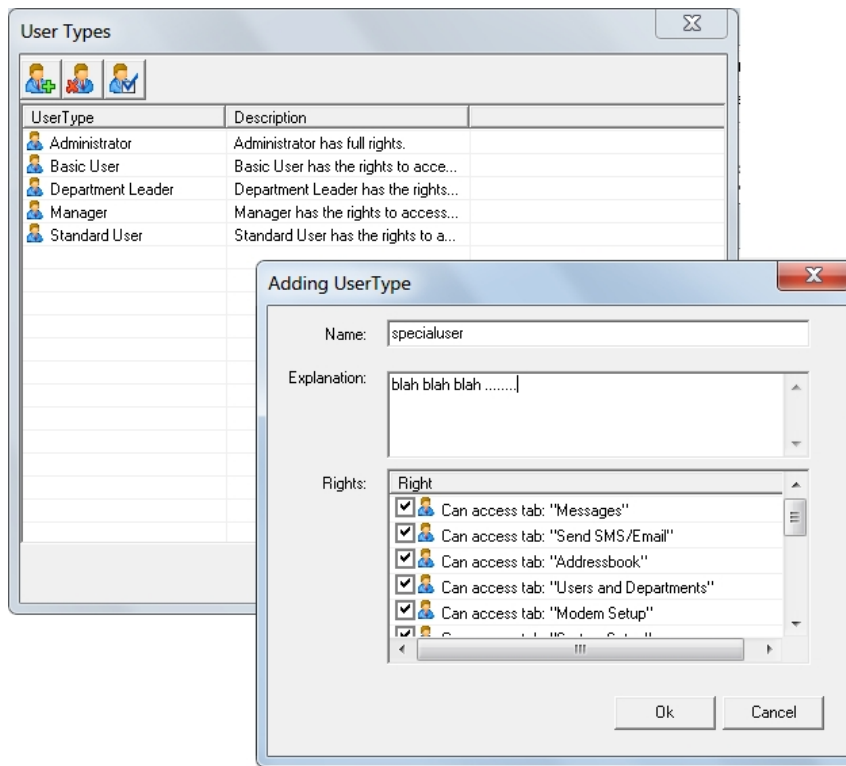 User Types
UserType Description
Administrator Administrator has full rights.
Basic User Basic User has the rights to acce...
Department Leader Department Leader has the rights...
Manager Manager has the rights to access...
Standard User Standard User has the rights to a...
Adding UserType
Name: specialuser
Explanation: blah blah blah ........
Rights: Right
Can access tab: "Messages"
Can access tab: "Send SMS/Email"
Can access tab: "Addressbook"
Can access tab: "Users and Departments"
Can access tab: "Modem Setup"
Ok Cancel